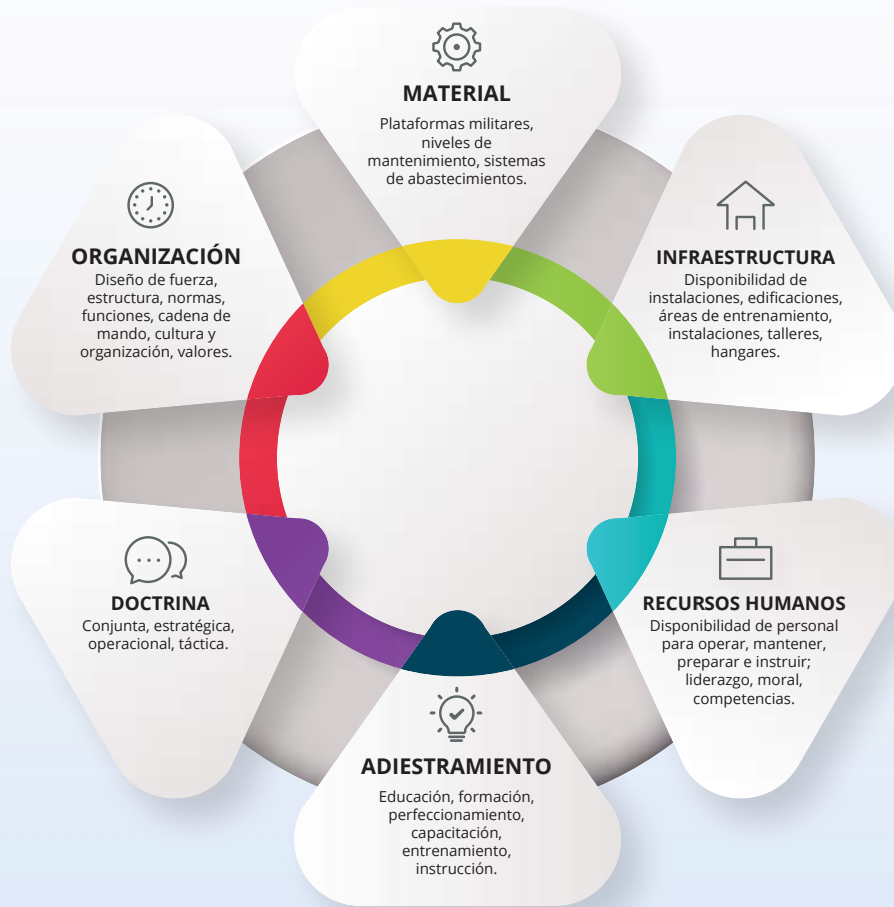 MATERIAL
Plataformas militares,
niveles de
mantenimiento, sistemas
de abastecimientos.
INFRAESTRUCTURA
Disponibilidad de
instalaciones, edificaciones,
áreas de entrenamiento,
instalaciones, talleres,
hangares.
RECURSOS HUMANOS
Disponibilidad de personal
para operar, mantener,
preparar e instruir;
liderazgo, moral,
competencias.
ADIESTRAMIENTO
Educación, formación,
perfeccionamiento,
capacitación,
entrenamiento,
instrucción.
DOCTRINA
Conjunta, estratégica,
operacional, táctica.
ORGANIZACIÓN
Diseño de fuerza,
estructura, normas,
funciones, cadena de
mando, cultura y
organización, valores.